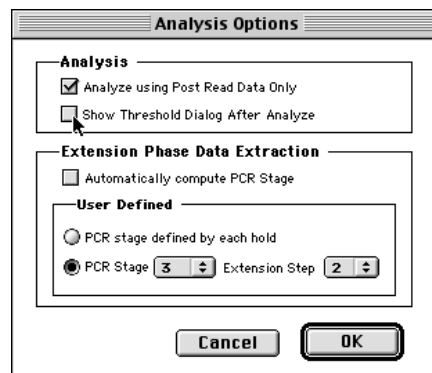 Analysis Options
Analysis
Analyze using Post Read Data Only
Show Threshold Dialog After Analyze
Extension Phase Data Extraction
Automatically compute PCR Stage
User Defined
PCR stage defined by each hold
PCR Stage 3 Extension Step 2
Cancel OK